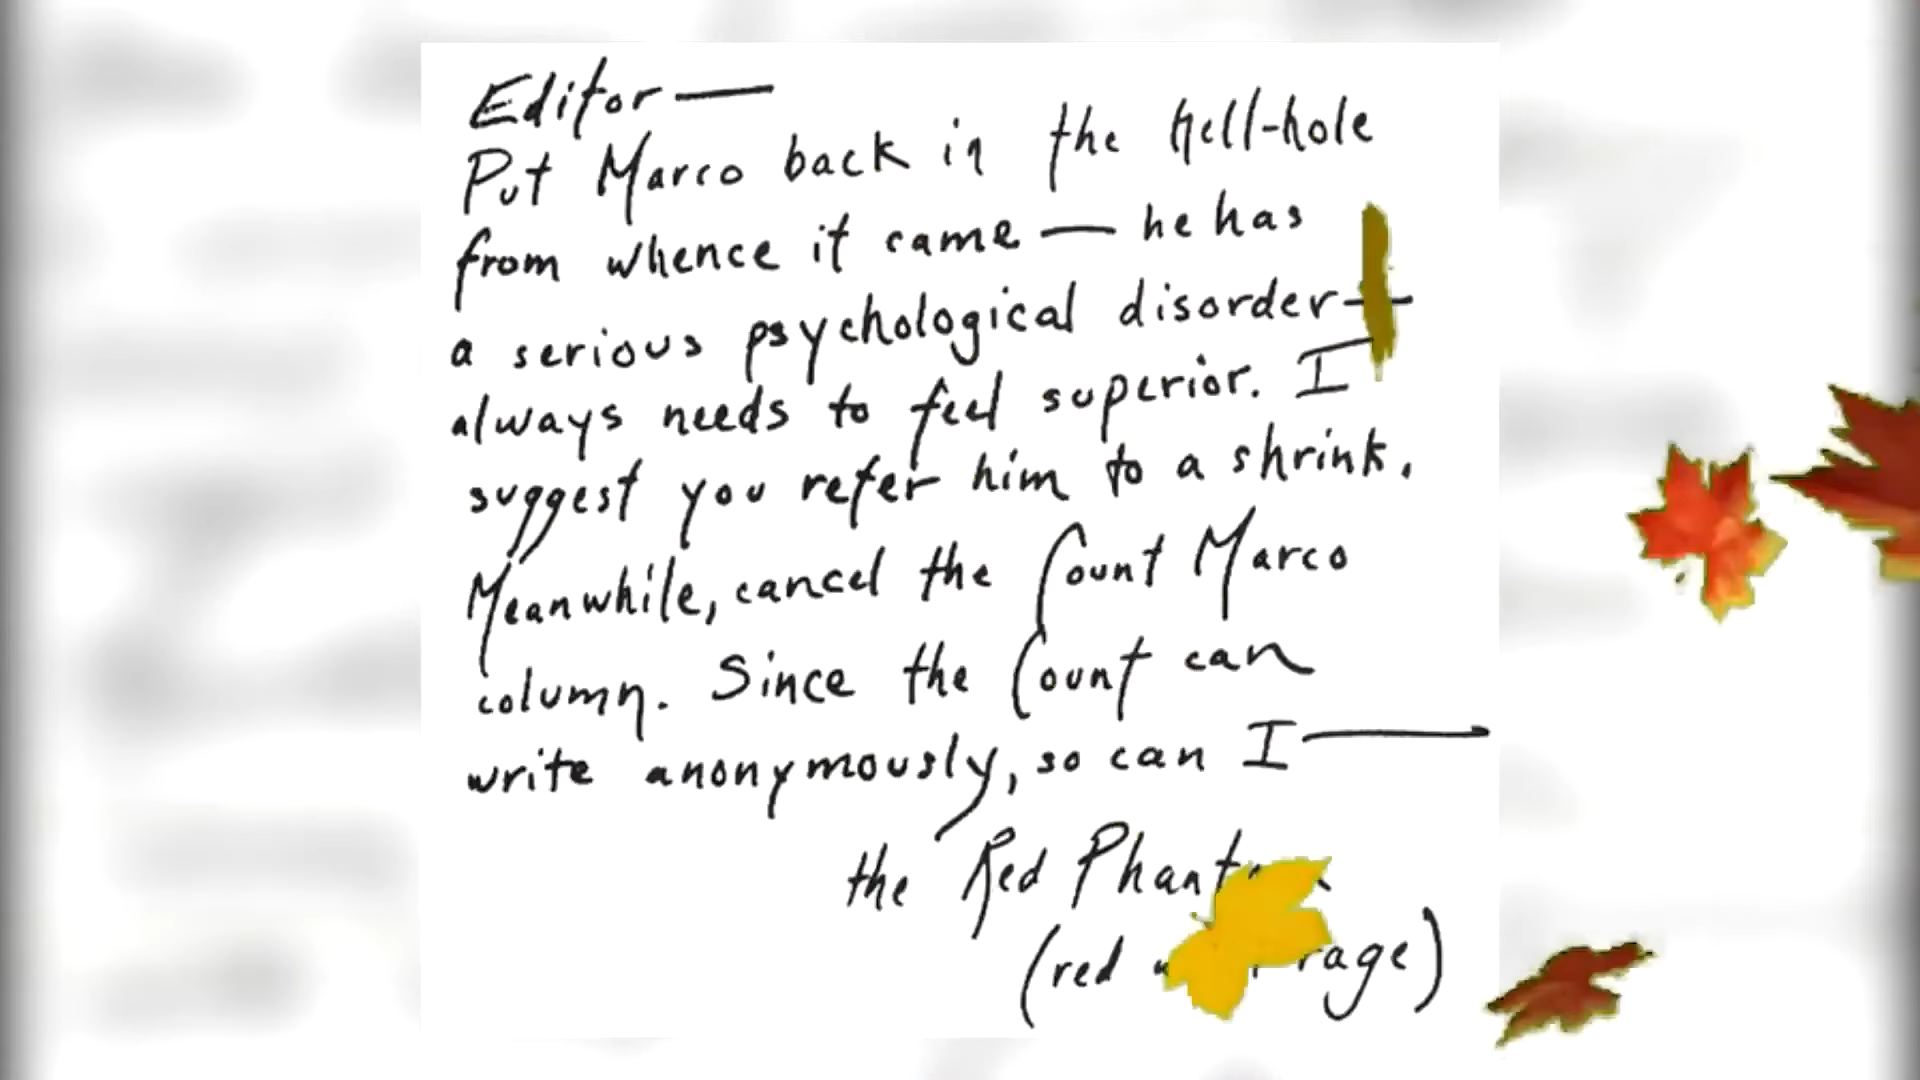 Editor —
Put Marco back in the hell-hole
from whence it came — he has
a serious psychological disorder —
always needs to feel superior. I
suggest you refer him to a shrink.
Meanwhile, cancel the Count Marco
column. Since the Count can
write anonymously, so can I —
the Red
(red rage)